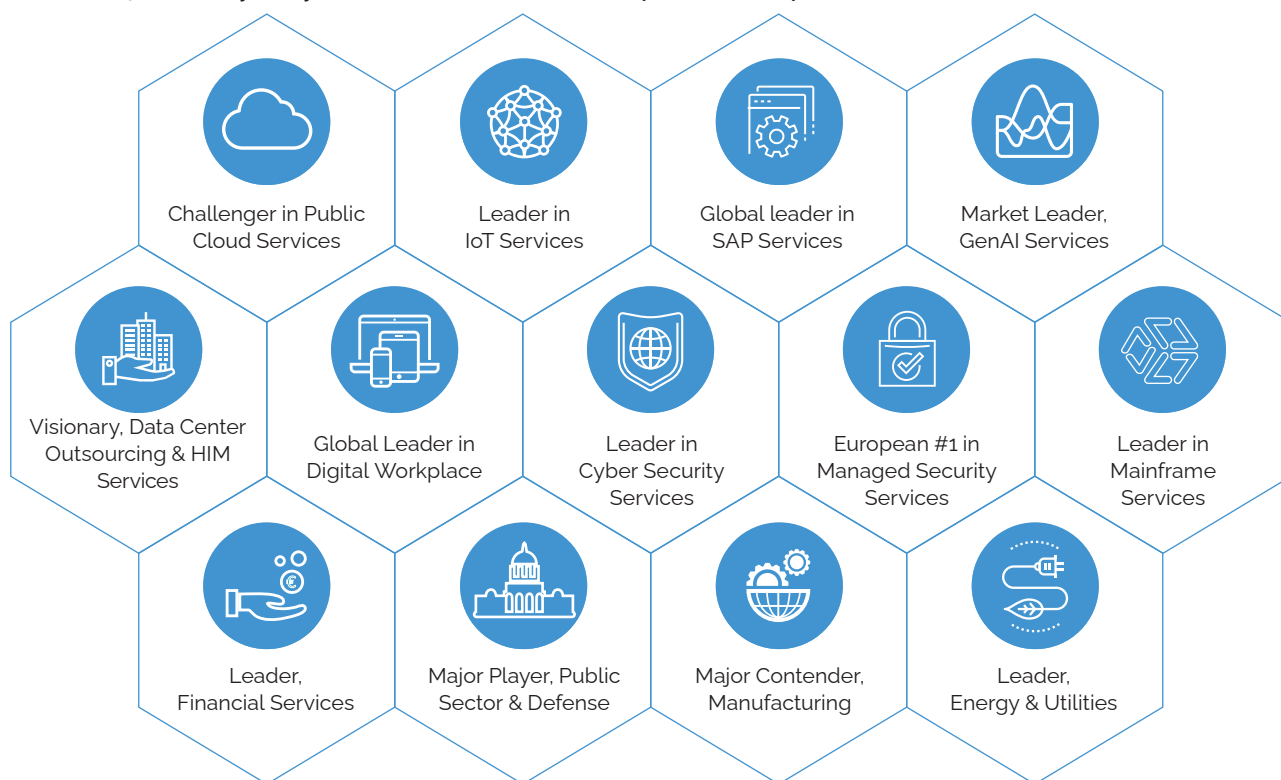 Challenger in Public
Cloud Services
Leader in
IoT Services
Global leader in
SAP Services
Market Leader,
GenAI Services
Visionary, Data Center
Outsourcing & HIM
Services
Global Leader in
Digital Workplace
Leader in
Cyber Security
Services
European #1 in
Managed Security
Services
Leader in
Mainframe
Services
Leader,
Financial Services
Major Player, Public
Sector & Defense
Major Contender,
Manufacturing
Leader,
Energy & Utilities